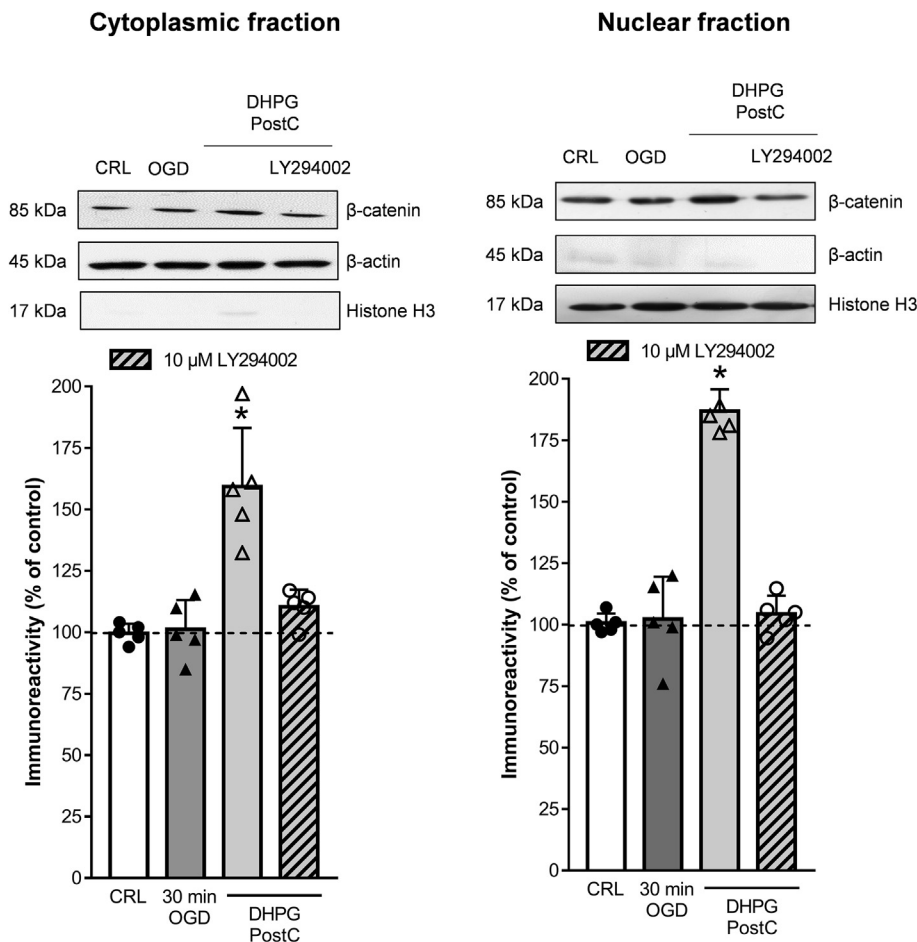 Cytoplasmic fraction
DHPG
PostC
CRL OGD LY294002
85 kDa β-catenin
45 kDa β-actin
17 kDa Histone H3
10 µM LY294002
Immunoreactivity (% of control)
200
175
150
125
100
75
50
25
0
*
CRL 30 min
OGD
DHPG
PostC
Nuclear fraction
DHPG
PostC
CRL OGD LY294002
85 kDa β-catenin
45 kDa β-actin
17 kDa Histone H3
10 µM LY294002
Immunoreactivity (% of control)
200
175
150
125
100
75
50
25
0
*
CRL 30 min
OGD
DHPG
PostC